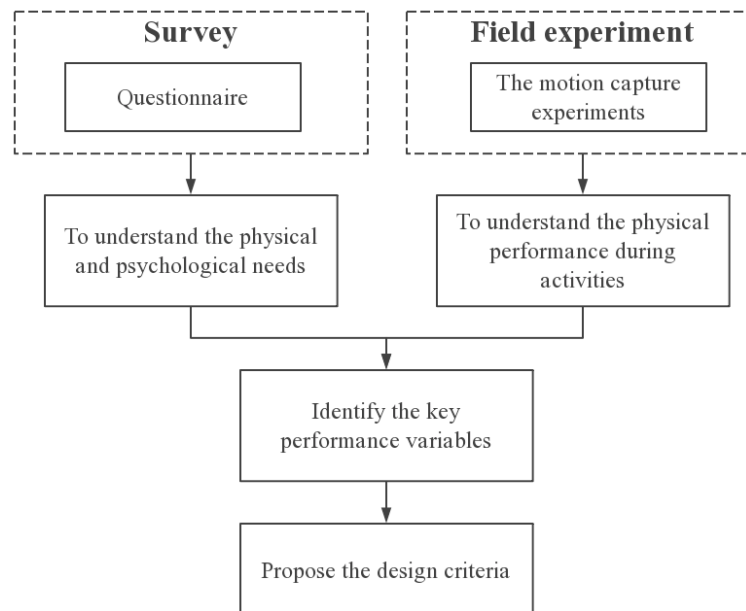 Survey
Questionnaire
Field experiment
The motion capture
experiments
To understand the physical
and psychological needs
To understand the physical
performance during
activities
Identify the key
performance variables
Propose the design criteria